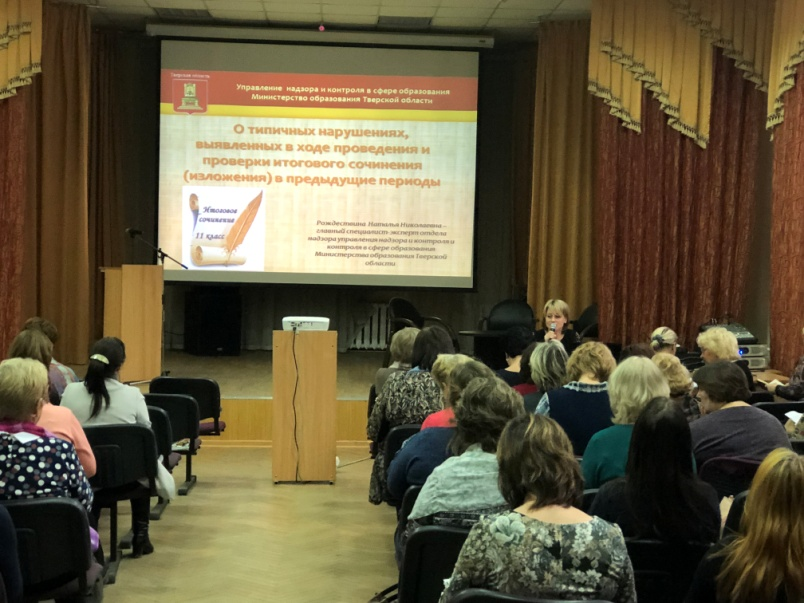 Тверская область
Управление надзора и контроля в сфере образования
Министерство образования Тверской области
О типичных нарушениях,
выявленных в ходе проведения и
проверки итогового сочинения
(изложения) в предыдущие периоды
Итоговое
сочинение
11 класс
Рождествина Наталья Николаевна –
главный специалист-эксперт отдела
надзора управления надзора и контроля и
контроля в сфере образования
Министерства образования Тверской
области